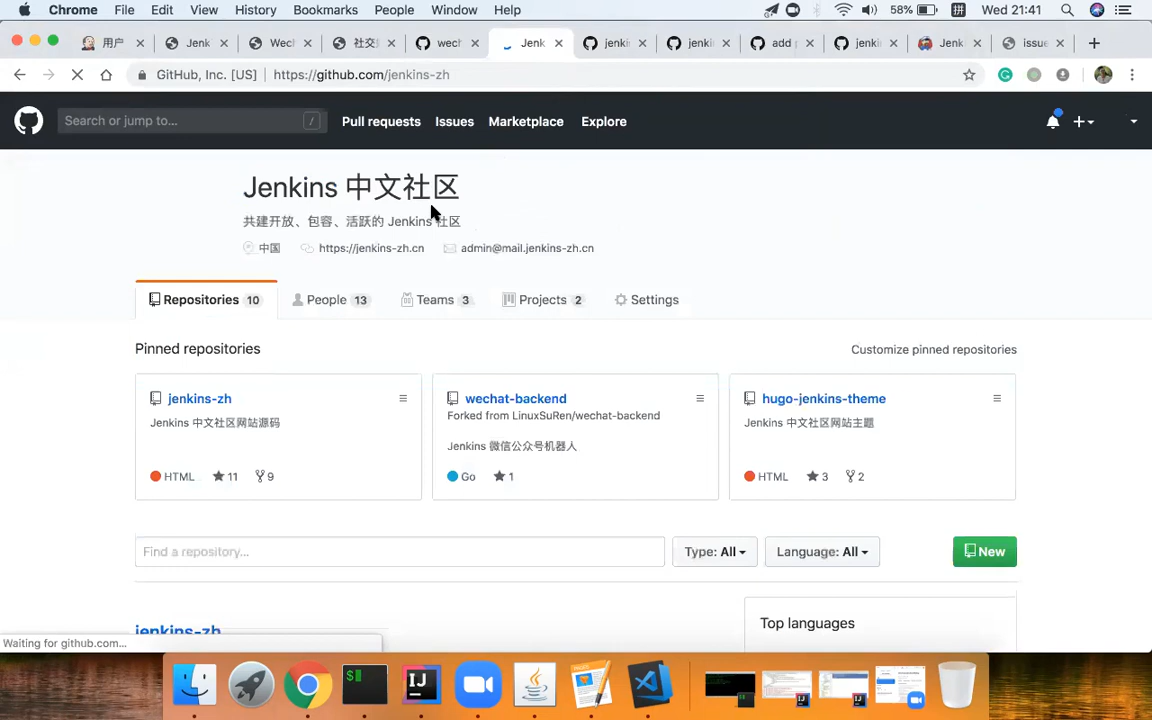 Chrome File Edit View History Bookmarks People Window Help 58% 拼 Wed 21:41
用户 Jenk Wec 社交 wech Jenk jenki jenki add jenki Jenk issue
GitHub, Inc. [US] https://github.com/jenkins-zh
Search or jump to... / Pull requests Issues Marketplace Explore
Jenkins 中文社区
共建开放、包容、活跃的 Jenkins 社区
中国 https://jenkins-zh.cn admin@mail.jenkins-zh.cn
Repositories 10 People 13 Teams 3 Projects 2 Settings
Pinned repositories Customize pinned repositories
jenkins-zh
Jenkins 中文社区网站源码
HTML 11 9
wechat-backend
Forked from LinuxSuRen/wechat-backend
Jenkins 微信公众号机器人
Go 1
hugo-jenkins-theme
Jenkins 中文社区网站主题
HTML 3 2
Find a repository... Type: All Language: All New
jenkins-zh
Top languages
Waiting for github.com...